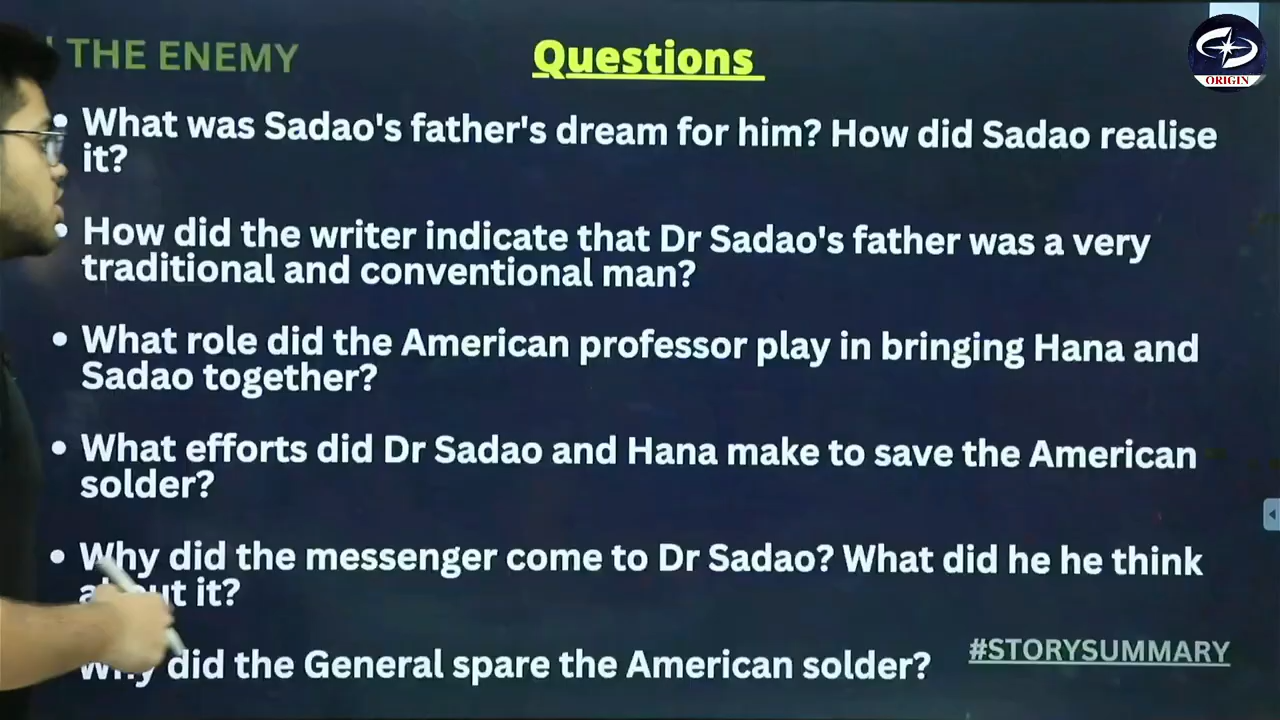 THE ENEMY
Questions
ORIGIN
• What was Sadao's father's dream for him? How did Sadao realise
it?
• How did the writer indicate that Dr Sadao's father was a very
traditional and conventional man?
• What role did the American professor play in bringing Hana and
Sadao together?
• What efforts did Dr Sadao and Hana make to save the American
solder?
• Why did the messenger come to Dr Sadao? What did he he think
about it?
Why did the General spare the American solder?
#STORYSUMMARY